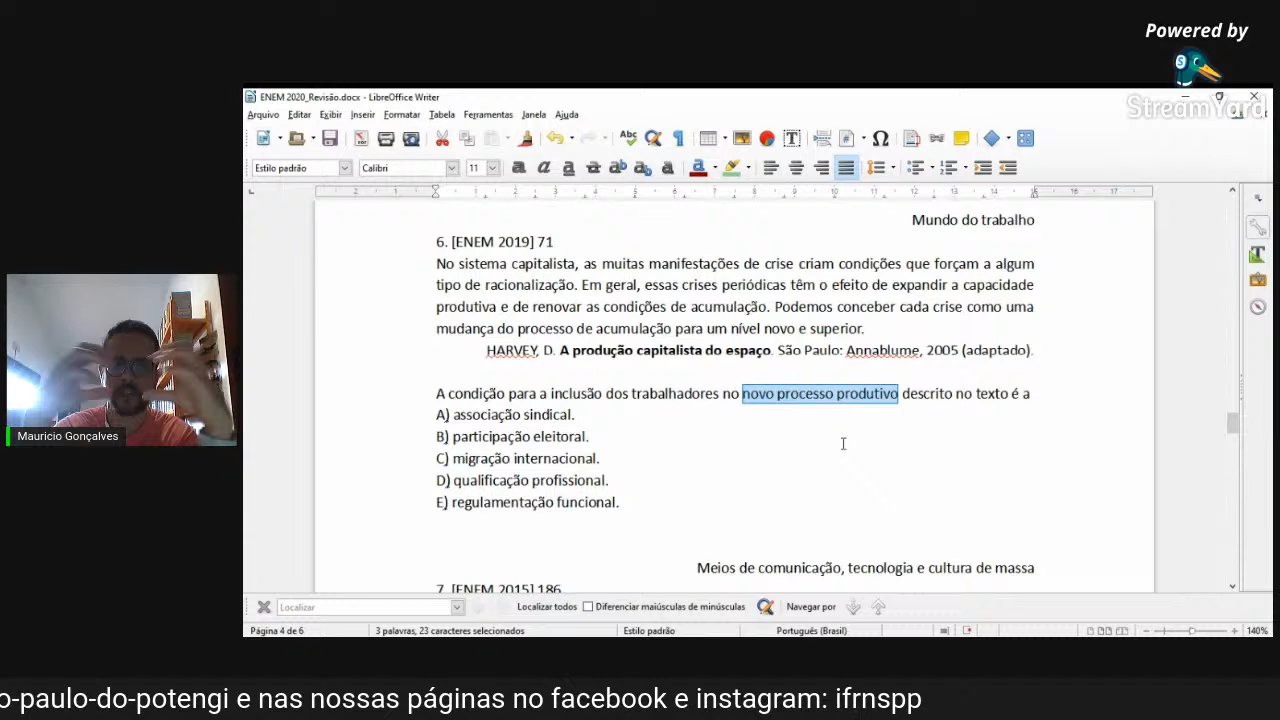 Powered by
StreamYard
ENEM 2020_Revisão.docx - LibreOffice Writer
Arquivo Editar Exibir Inserir Formatar Tabela Ferramentas Janela Ajuda
Estilo padrão Calibri 11
Mundo do trabalho
6. [ENEM 2019] 71
No sistema capitalista, as muitas manifestações de crise criam condições que forçam a algum
tipo de racionalização. Em geral, essas crises periódicas têm o efeito de expandir a capacidade
produtiva e de renovar as condições de acumulação. Podemos conceber cada crise como uma
mudança do processo de acumulação para um nível novo e superior.
HARVEY, D. A produção capitalista do espaço. São Paulo: Annablume, 2005 (adaptado).
A condição para a inclusão dos trabalhadores no novo processo produtivo descrito no texto é a
A) associação sindical.
B) participação eleitoral.
C) migração internacional.
D) qualificação profissional.
E) regulamentação funcional.
Meios de comunicação, tecnologia e cultura de massa
7. [ENEM 2015] 186
Mauricio Gonçalves
Localizar Localizar todos Diferenciar maiúsculas de minúsculas Navegar por
Página 4 de 6 3 palavras, 23 caracteres selecionados Estilo padrão Português (Brasil) 140%
o-paulo-do-potengi e nas nossas páginas no facebook e instagram: ifrnspp